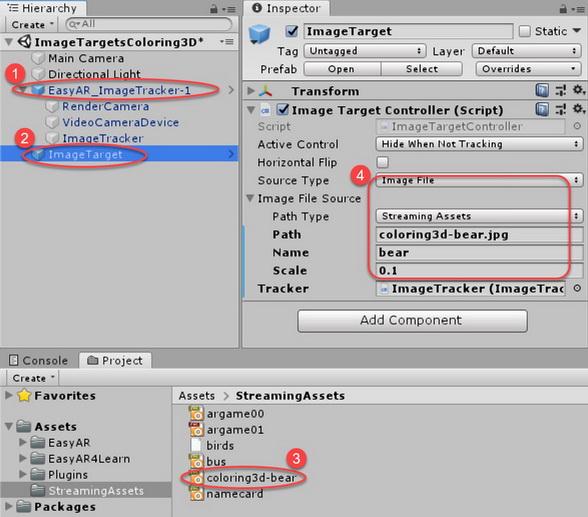 Hierarchy
Create
All
ImageTargetsColoring3D*
Main Camera
Directional Light
1
EasyAR_ImageTracker-1
RenderCamera
VideoCameraDevice
ImageTracker
2
ImageTarget
Inspector
ImageTarget
Static
Tag Untagged Layer Default
Prefab Open Select Overrides
Transform
Image Target Controller (Script)
Script ImageTargetController
Active Control Hide When Not Tracking
Horizontal Flip
4
Source Type Image File
Image File Source
Path Type Streaming Assets
Path coloring3d-bear.jpg
Name bear
Scale 0.1
Tracker ImageTracker (ImageTrac
Add Component
Console Project
Create
Favorites
Assets
EasyAR
EasyAR4Learn
Plugins
StreamingAssets
Packages
Assets > StreamingAssets
argame00
argame01
birds
bus
3
coloring3d-bear
namecard